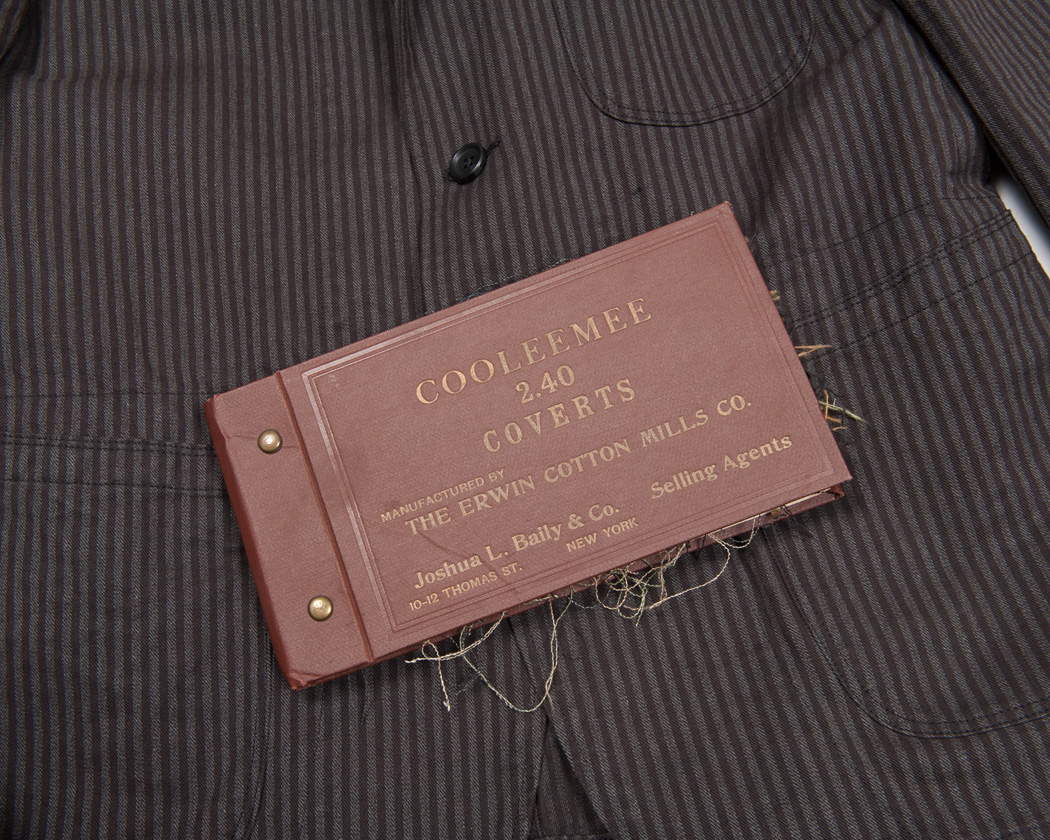 COOLEEMEE
2.40
COVERTS
MANUFACTURED BY
THE ERWIN COTTON MILLS CO.
Joshua L. Baily & Co. Selling Agents
10-12 THOMAS ST. NEW YORK